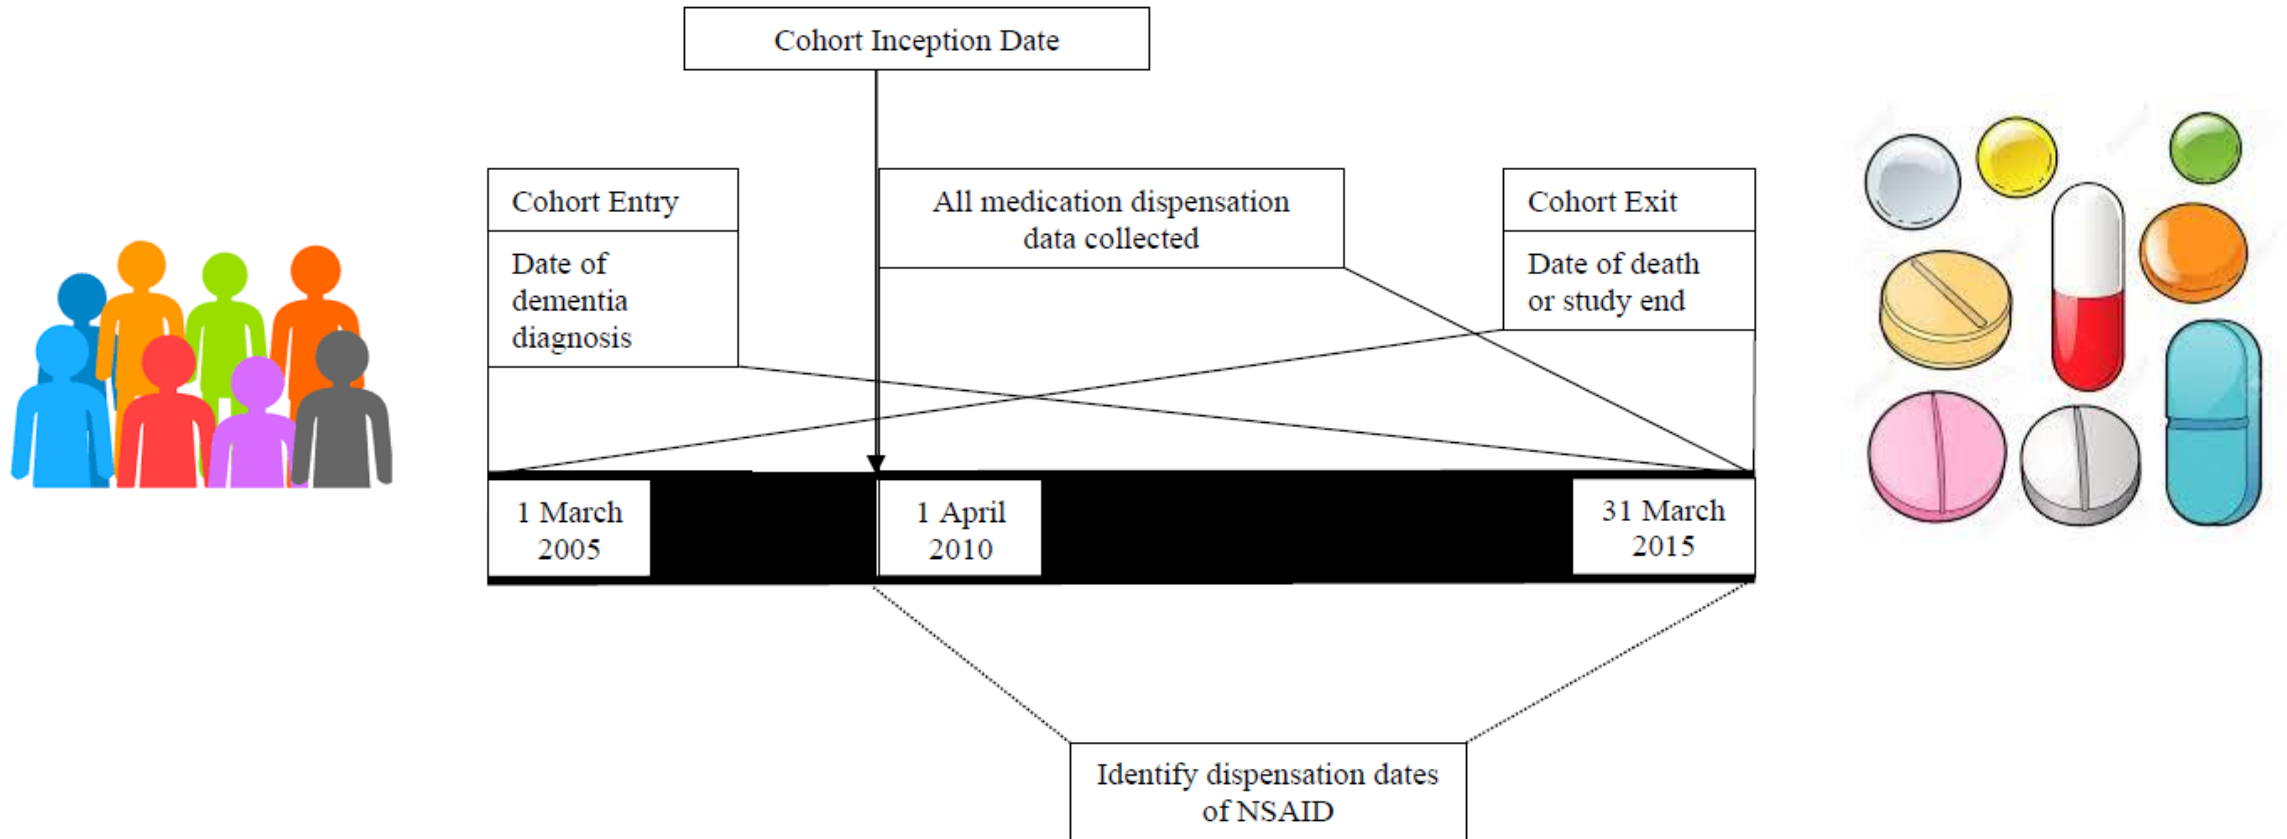 Cohort Inception Date
Cohort Entry
Date of
dementia
diagnosis
All medication dispensation
data collected
Cohort Exit
Date of death
or study end
1 March
2005
1 April
2010
31 March
2015
Identify dispensation dates
of NSAID